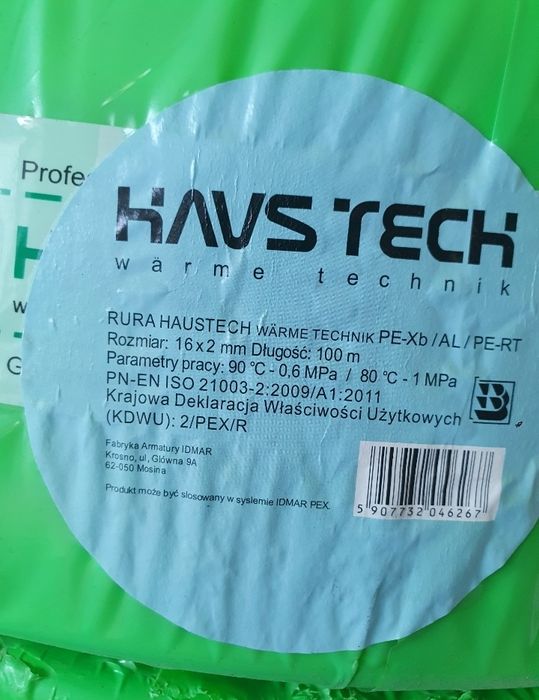 Profe
HAUS TECH
wärme technik
RURA HAUSTECH WÄRME TECHNIK PE-Xb / AL / PE-RT
Rozmiar: 16 x 2 mm Długość: 100 m
Parametry pracy: 90 °C - 0,6 MPa / 80 °C - 1 MPa
PN-EN ISO 21003-2:2009/A1:2011
Krajowa Deklaracja Właściwości Użytkowych
(KDWU): 2/PEX/R
Fabryka Armatury IDMAR
Krosno, ul, Główna 9A
62-050 Mosina
Produkt może być slosowany w syslemie IDMAR PEX.
5 907732 046267